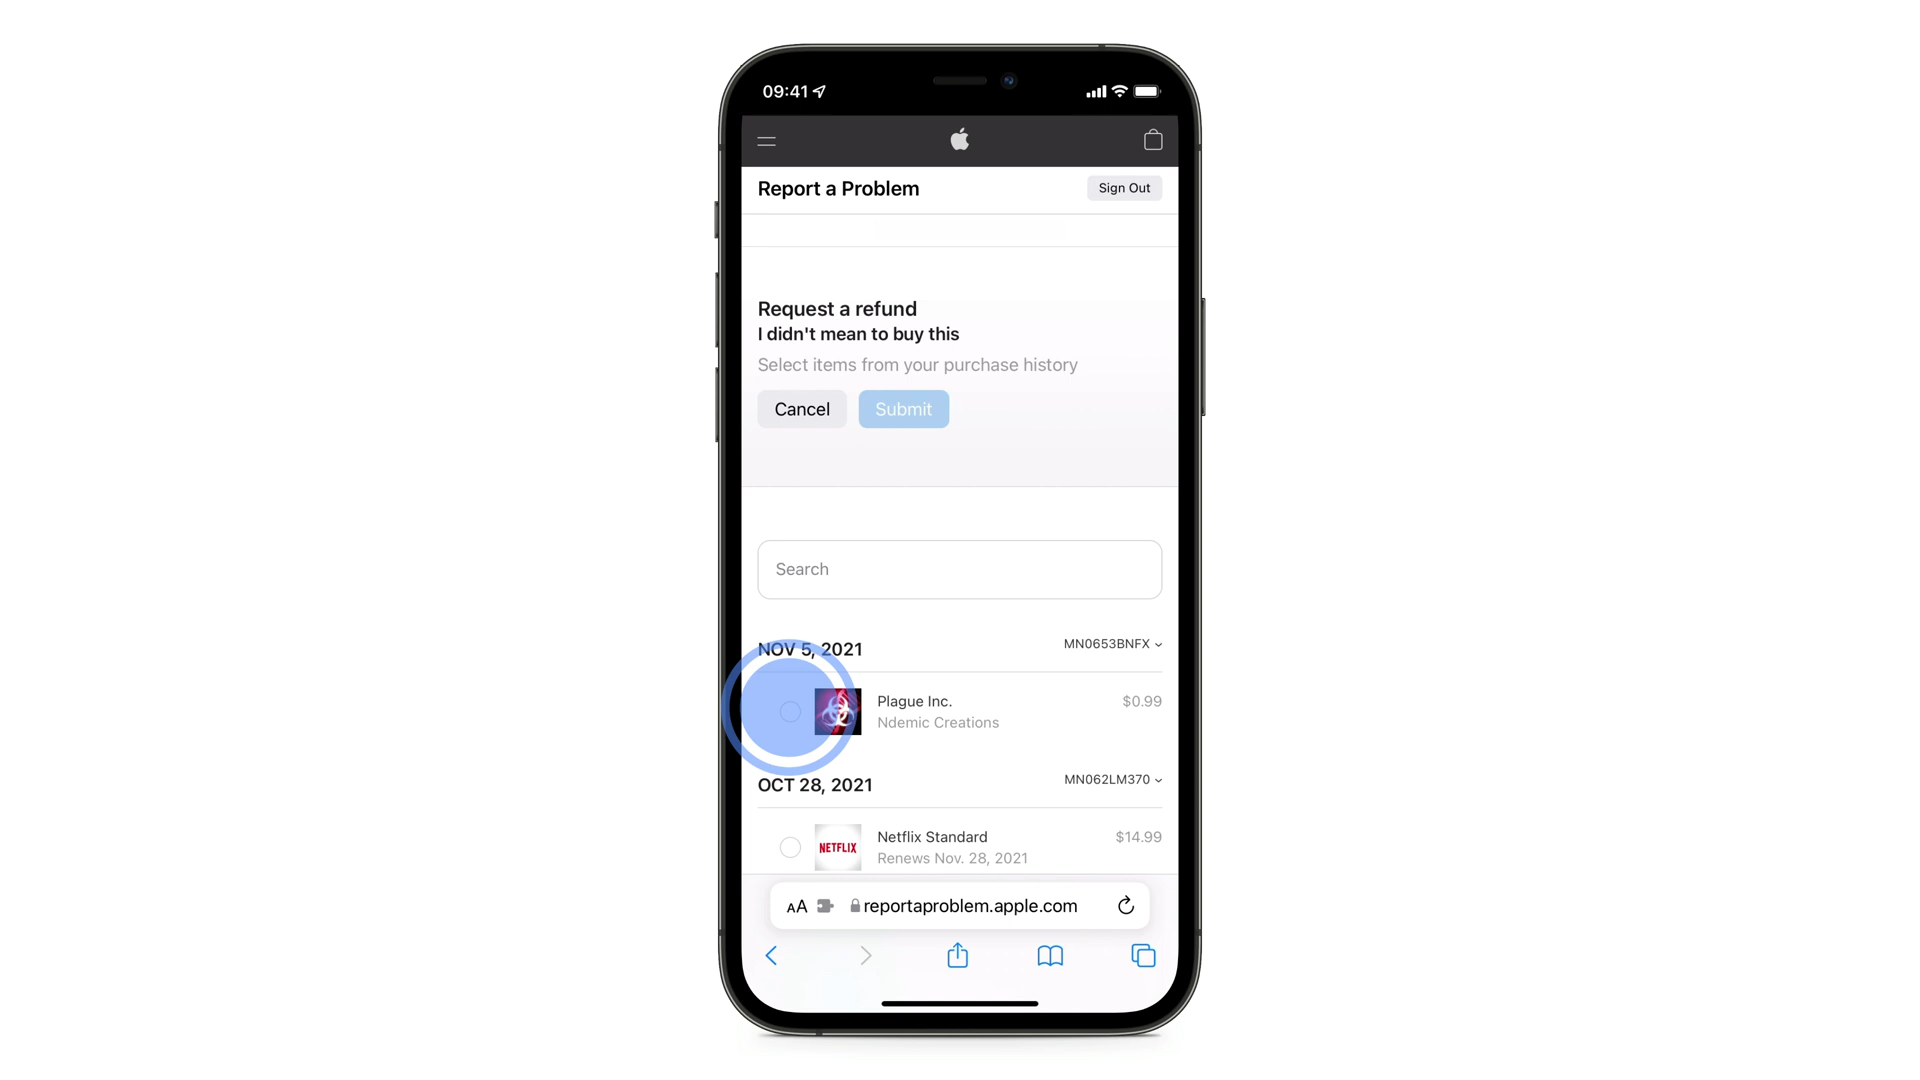 09:41
Report a Problem
Sign Out
Request a refund
I didn't mean to buy this
Select items from your purchase history
Cancel
Submit
Search
NOV 5, 2021
MN0653BNFX
Plague Inc.
$0.99
Ndemic Creations
OCT 28, 2021
MN062LM370
Netflix Standard
$14.99
NETFLIX
Renews Nov. 28, 2021
AA
reportaproblem.apple.com